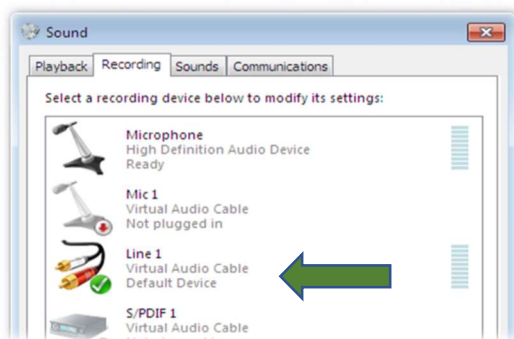 Sound
Playback Recording Sounds Communications
Select a recording device below to modify its settings:
Microphone
High Definition Audio Device
Ready
Mic 1
Virtual Audio Cable
Not plugged in
Line 1
Virtual Audio Cable
Default Device
S/PDIF 1
Virtual Audio Cable